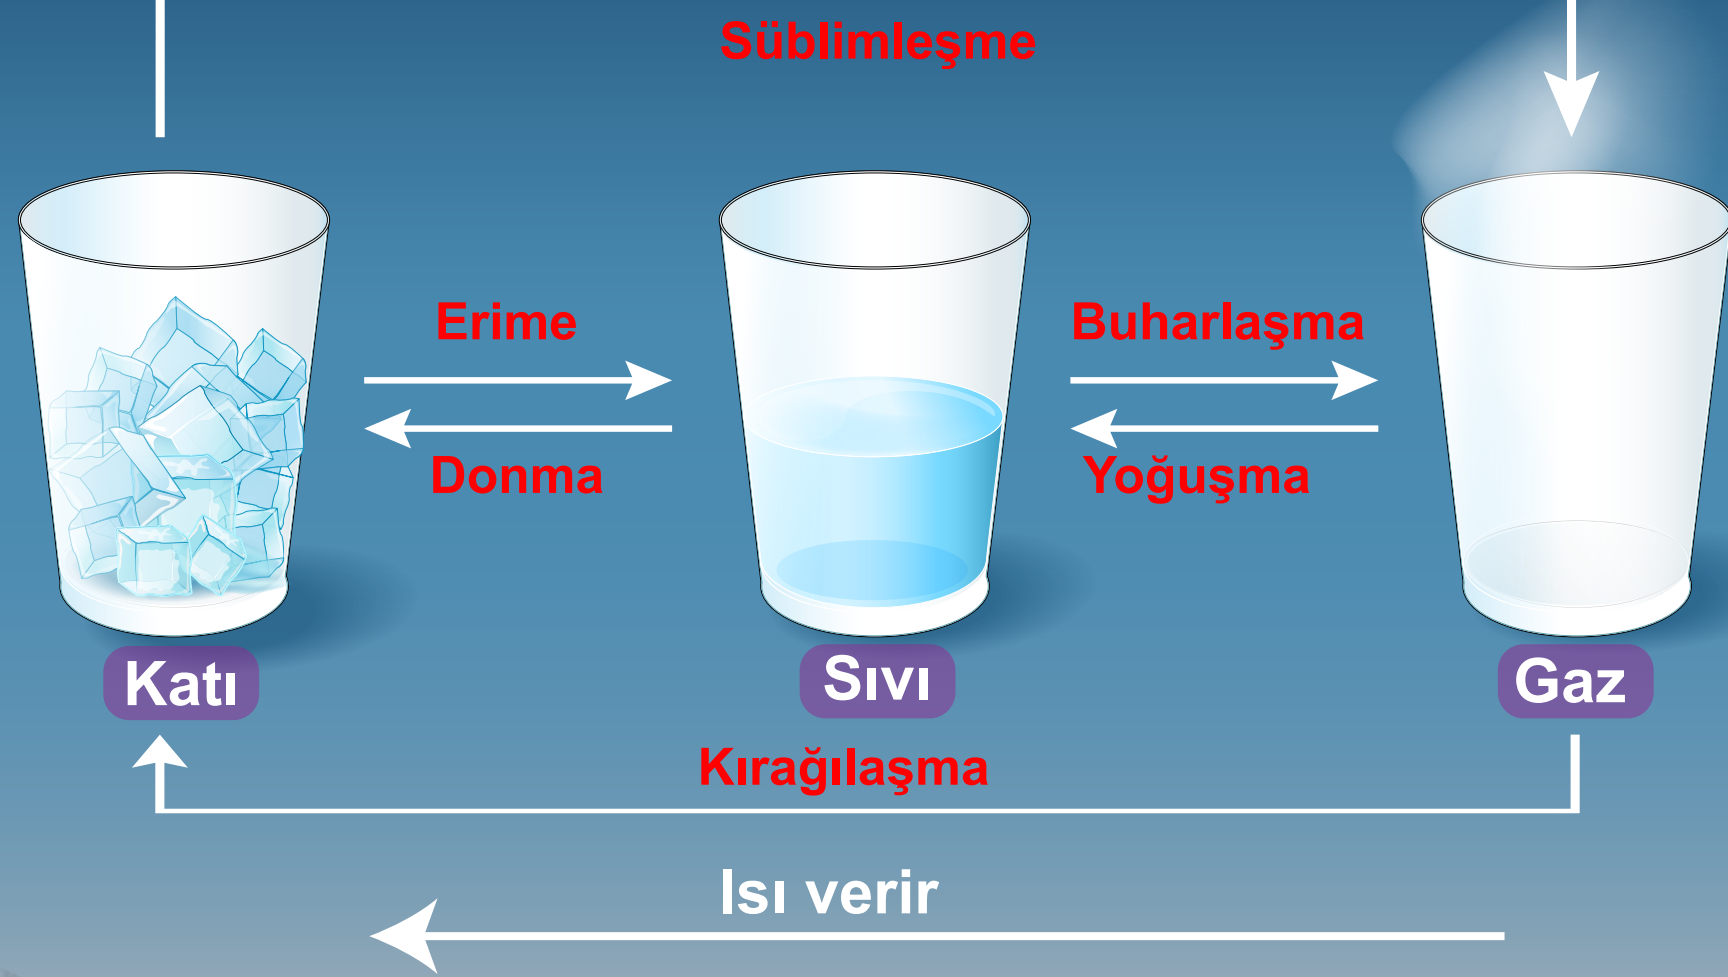 Süblimleşme
Erime
Buharlaşma
Donma
Yoğuşma
Katı
Sıvı
Gaz
Kırağılaşma
Isı verir